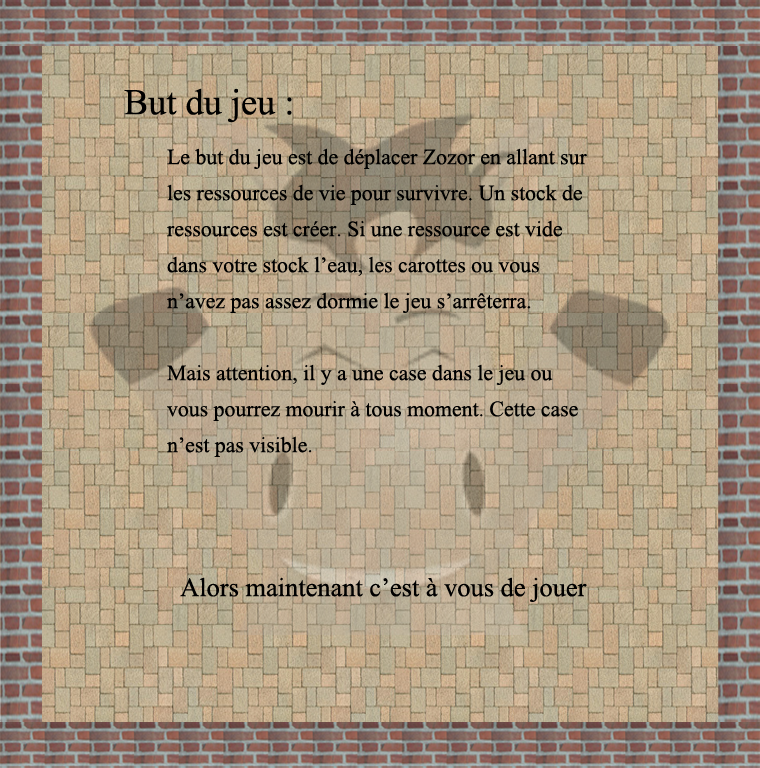 But du jeu :
Le but du jeu est de déplacer Zozor en allant sur
les ressources de vie pour survivre. Un stock de
ressources est créer. Si une ressource est vide
dans votre stock l’eau, les carottes ou vous
n’avez pas assez dormie le jeu s’arrêterra.
Mais attention, il y a une case dans le jeu ou
vous pourrez mourir à tous moment. Cette case
n’est pas visible.
Alors maintenant c’est à vous de jouer